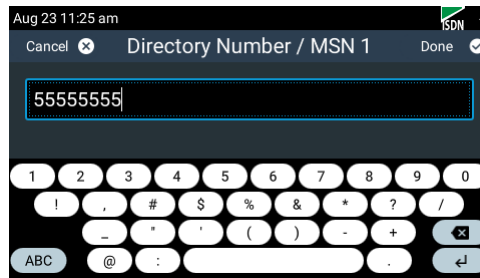 Aug 23 11:25 am
ISDN
Cancel Directory Number / MSN 1 Done
55555555
1 2 3 4 5 6 7 8 9 0
! , # $ % & * ? /
_ " ' ( ) - +
ABC @ : .